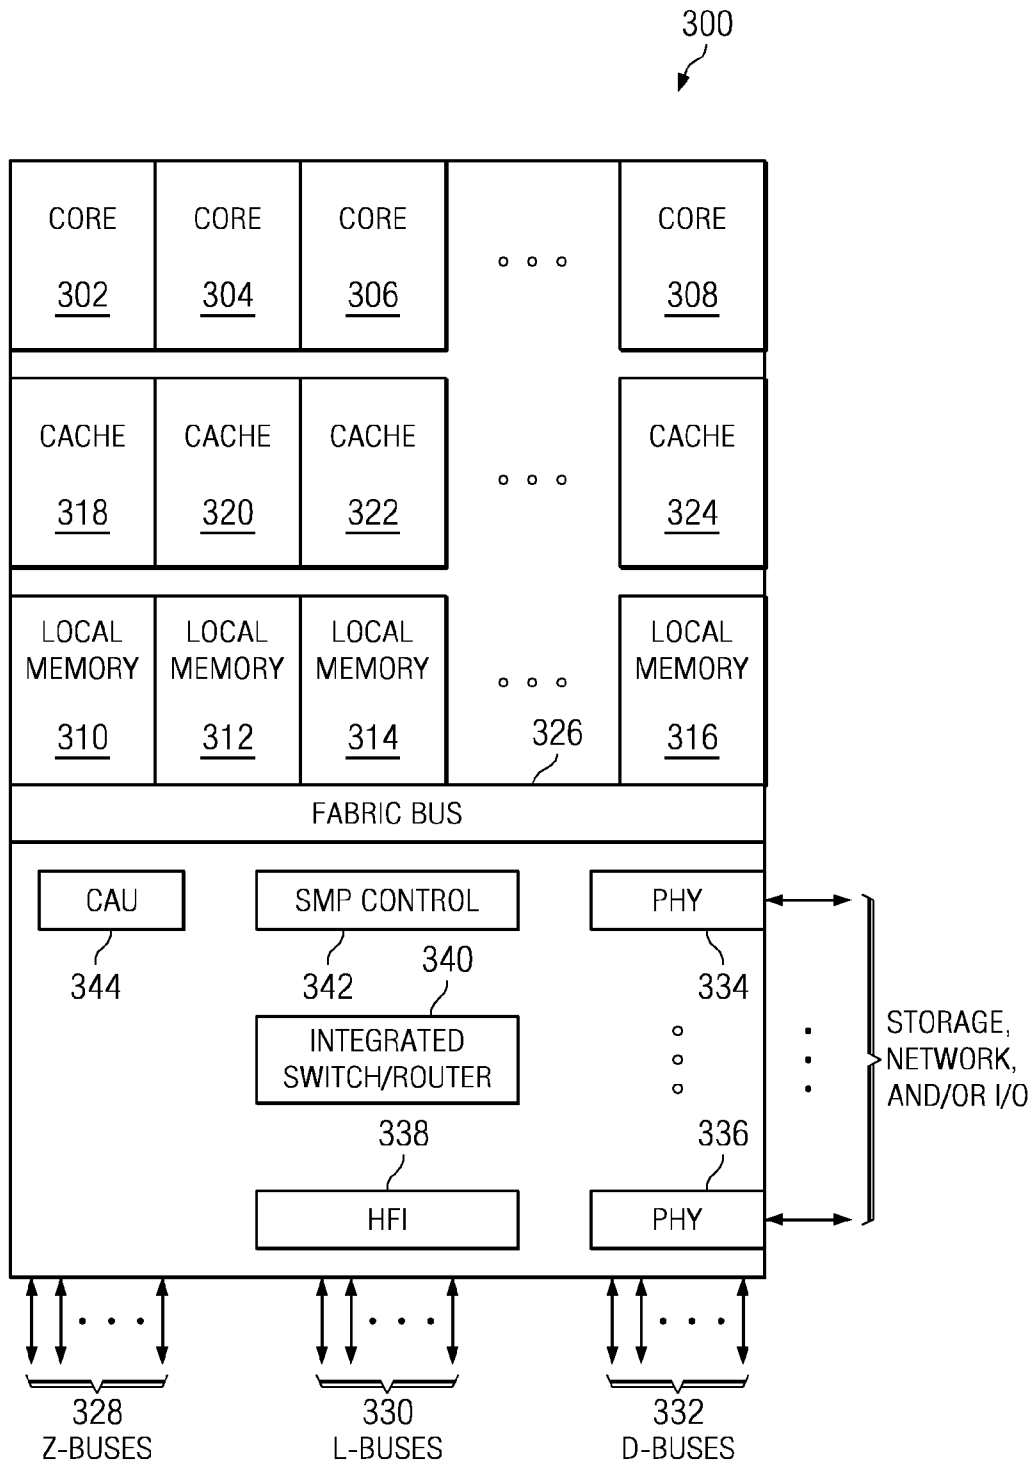 300
CORE CORE CORE CORE
302 304 306 308
CACHE CACHE CACHE CACHE
318 320 322 324
LOCAL MEMORY LOCAL MEMORY LOCAL MEMORY LOCAL MEMORY
310 312 314 316
326
FABRIC BUS
CAU SMP CONTROL PHY
344 342 340 334
INTEGRATED
SWITCH/ROUTER
STORAGE,
NETWORK,
AND/OR I/O
338 336
HFI PHY
328 330 332
Z-BUSES L-BUSES D-BUSES